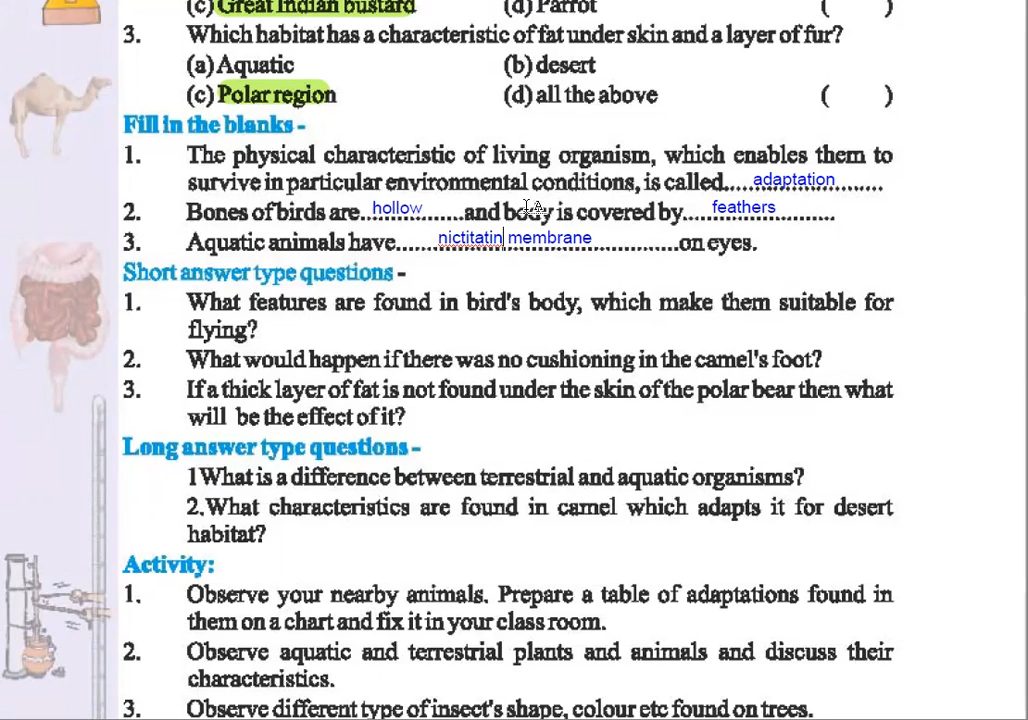 (c) Great Indian bustard (d) Parrot ( )
3. Which habitat has a characteristic of fat under skin and a layer of fur?
(a) Aquatic (b) desert
(c) Polar region (d) all the above ( )
Fill in the blanks -
1. The physical characteristic of living organism, which enables them to
survive in particular environmental conditions, is called.....adaptation........
2. Bones of birds are..hollow.......and body is covered by.....feathers..........
3. Aquatic animals have......nictitatin membrane............on eyes.
Short answer type questions -
1. What features are found in bird's body, which make them suitable for
flying?
2. What would happen if there was no cushioning in the camel's foot?
3. If a thick layer of fat is not found under the skin of the polar bear then what
will be the effect of it?
Long answer type questions -
1What is a difference between terrestrial and aquatic organisms?
2.What characteristics are found in camel which adapts it for desert
habitat?
Activity:
1. Observe your nearby animals. Prepare a table of adaptations found in
them on a chart and fix it in your class room.
2. Observe aquatic and terrestrial plants and animals and discuss their
characteristics.
3. Observe different type of insect's shape, colour etc found on trees.